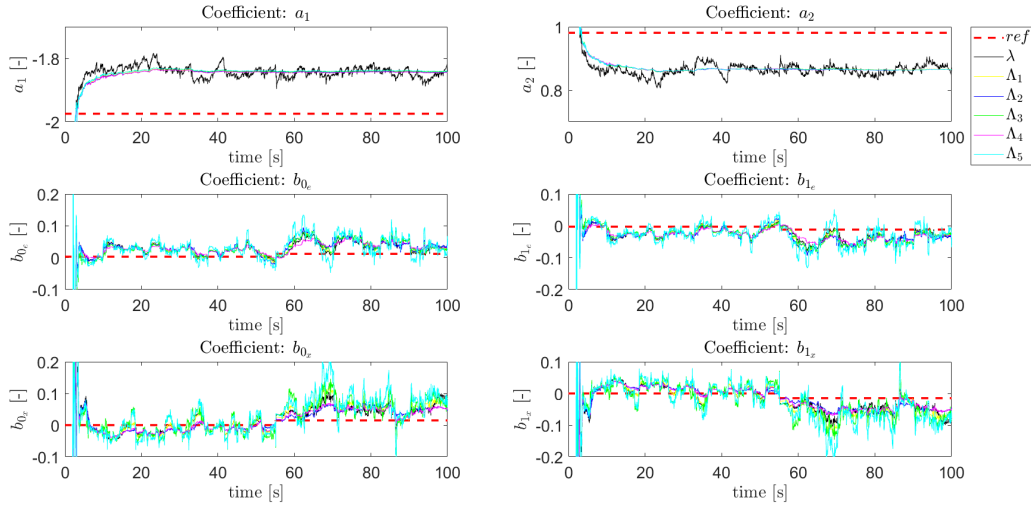 Coefficient: a₁
a₁ [-]
-1.8
-2
0 20 40 60 80 100
time [s]
Coefficient: a₂
a₂ [-]
1
0.8
0 20 40 60 80 100
time [s]
ref
λ
Λ₁
Λ₂
Λ₃
Λ₄
Λ₅
Coefficient: b₀ₑ
b₀ₑ [-]
0.2
0.1
0
-0.1
0 20 40 60 80 100
time [s]
Coefficient: b₁ₑ
b₁ₑ [-]
0.1
0
-0.1
-0.2
0 20 40 60 80 100
time [s]
Coefficient: b₀ₓ
b₀ₓ [-]
0.2
0.1
0
-0.1
0 20 40 60 80 100
time [s]
Coefficient: b₁ₓ
b₁ₓ [-]
0.1
0
-0.1
-0.2
0 20 40 60 80 100
time [s]